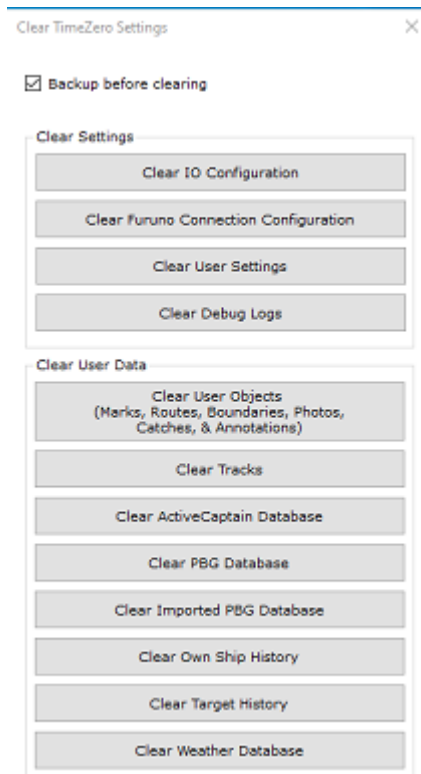 Clear TimeZero Settings
Backup before clearing
Clear Settings
Clear IO Configuration
Clear Furuno Connection Configuration
Clear User Settings
Clear Debug Logs
Clear User Data
Clear User Objects
(Marks, Routes, Boundaries, Photos,
Catches, & Annotations)
Clear Tracks
Clear ActiveCaptain Database
Clear PBG Database
Clear Imported PBG Database
Clear Own Ship History
Clear Target History
Clear Weather Database